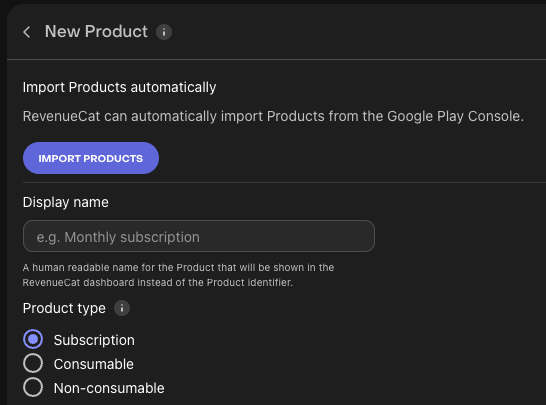 New Product
Import Products automatically
RevenueCat can automatically import Products from the Google Play Console.
IMPORT PRODUCTS
Display name
e.g. Monthly subscription
A human readable name for the Product that will be shown in the
RevenueCat dashboard instead of the Product identifier.
Product type
Subscription
Consumable
Non-consumable